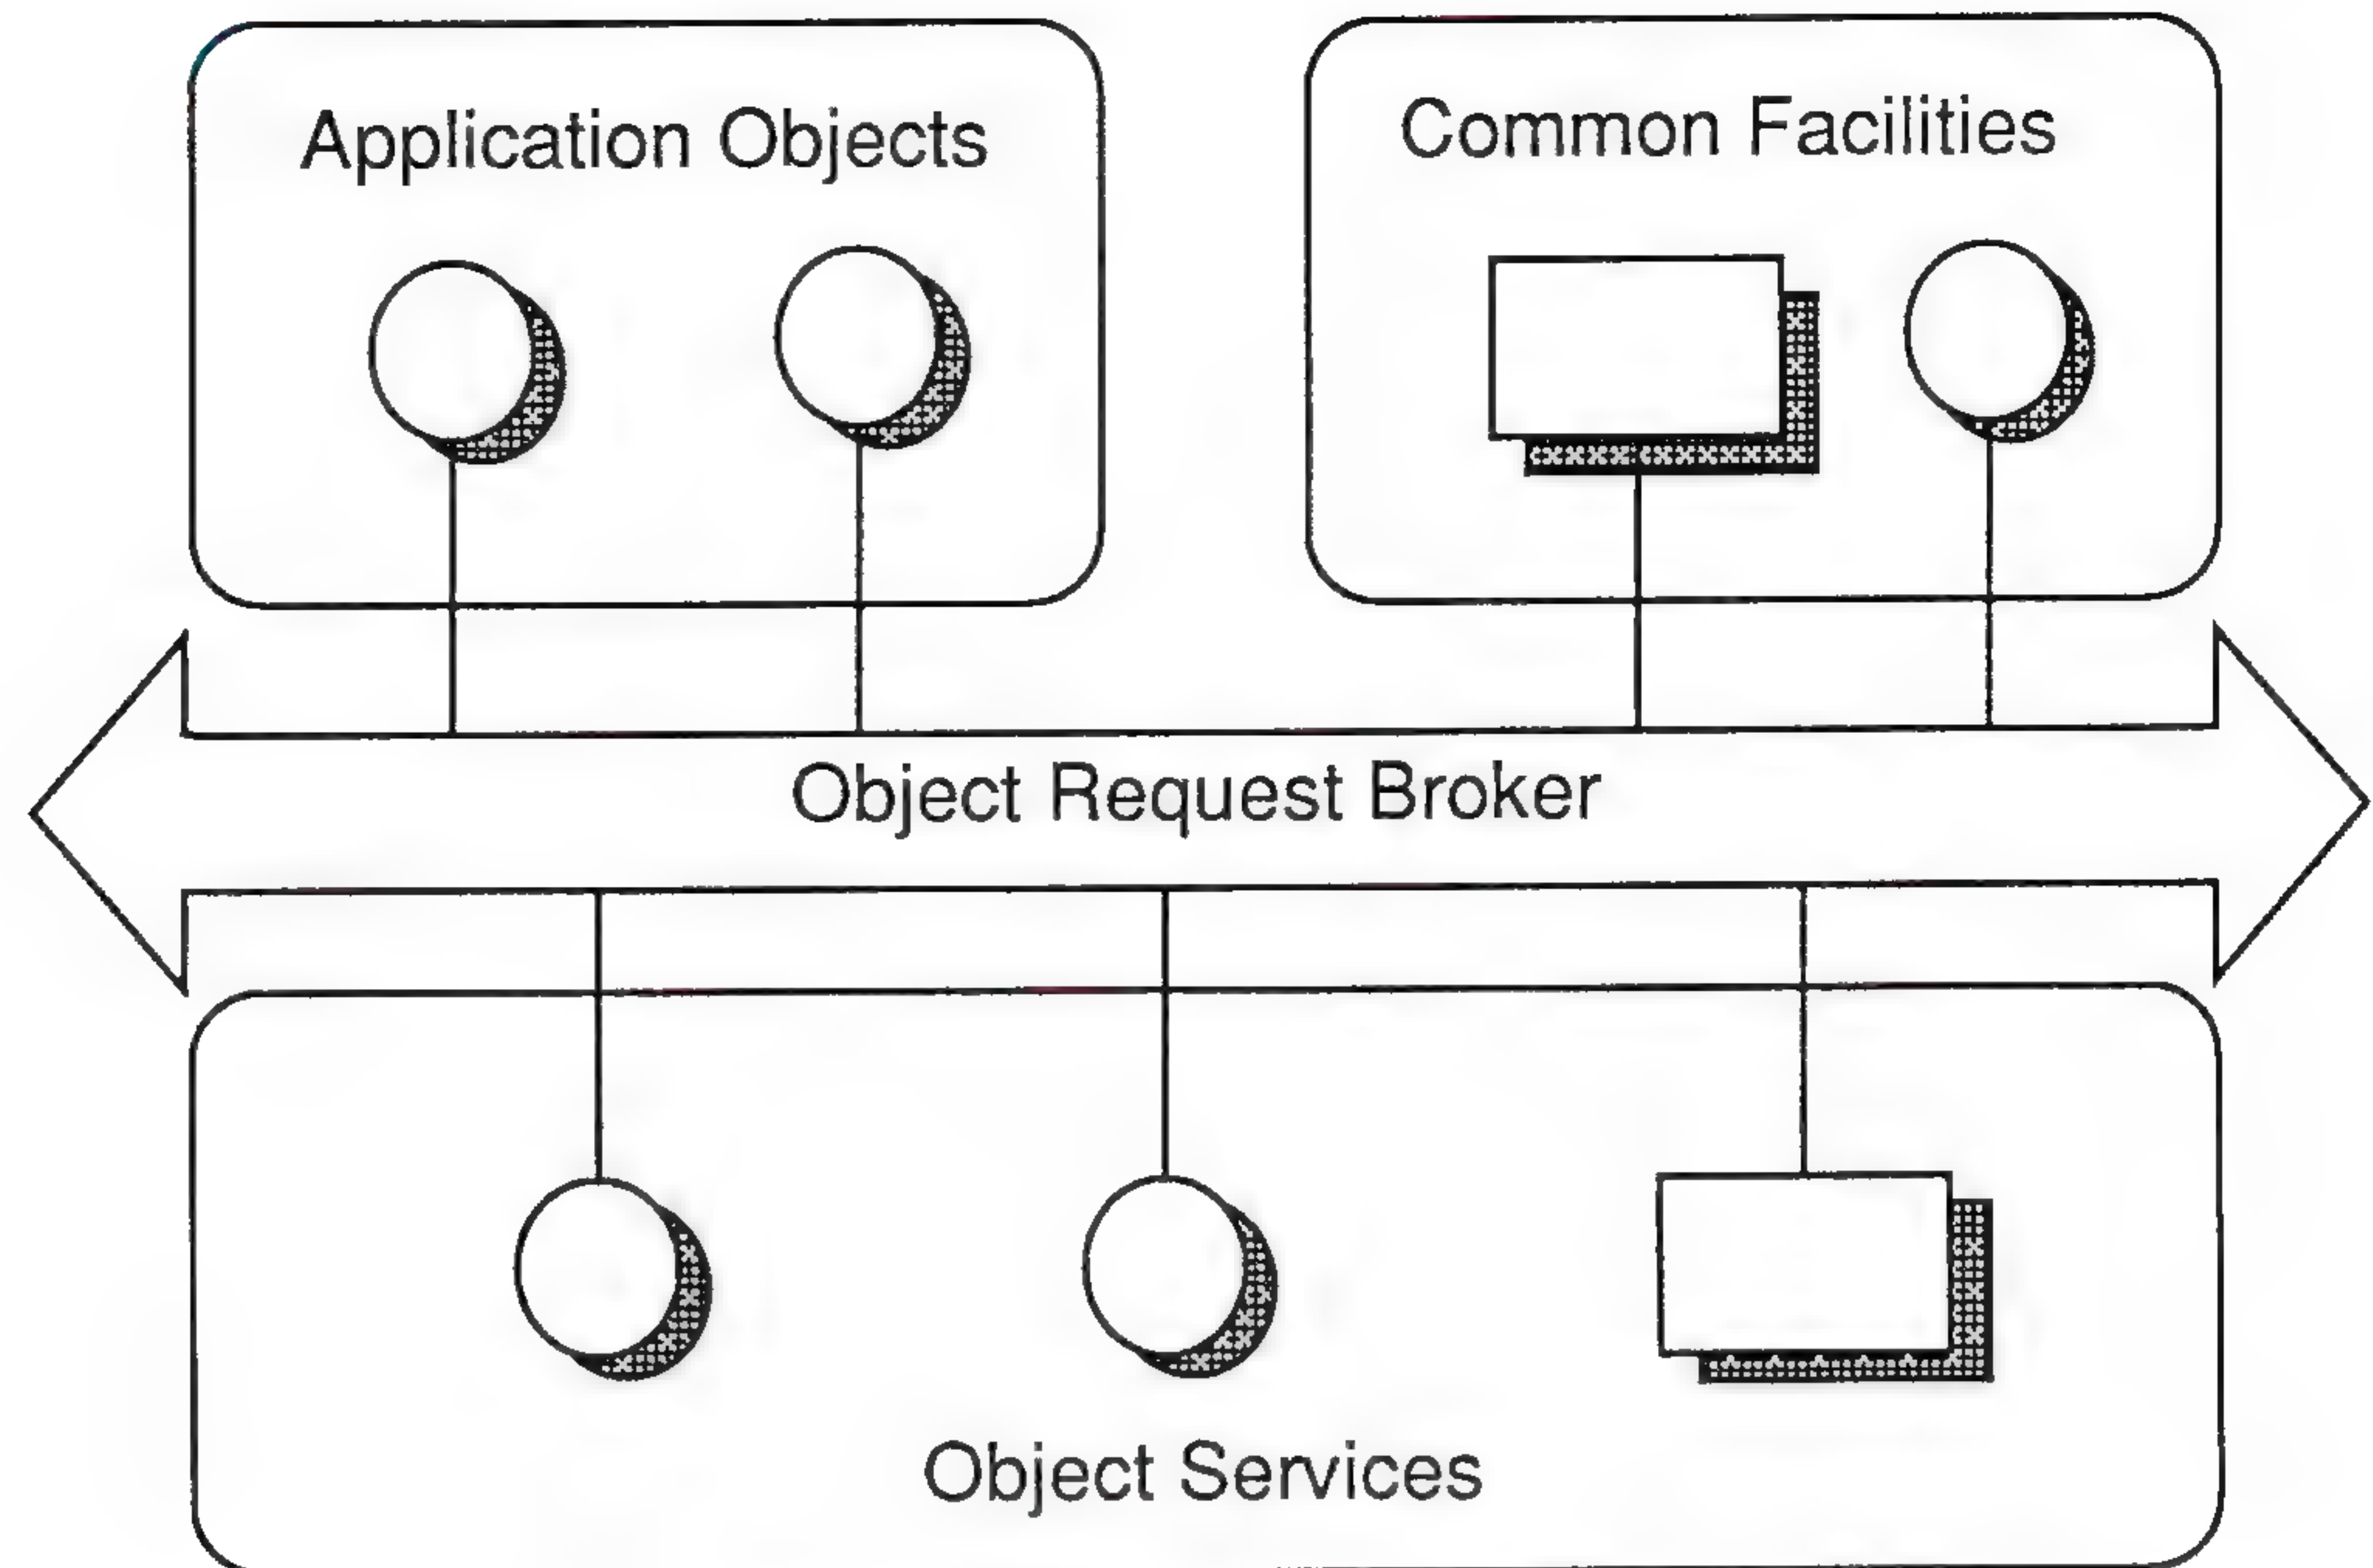 Application Objects
Common Facilities
Object Request Broker
Object Services